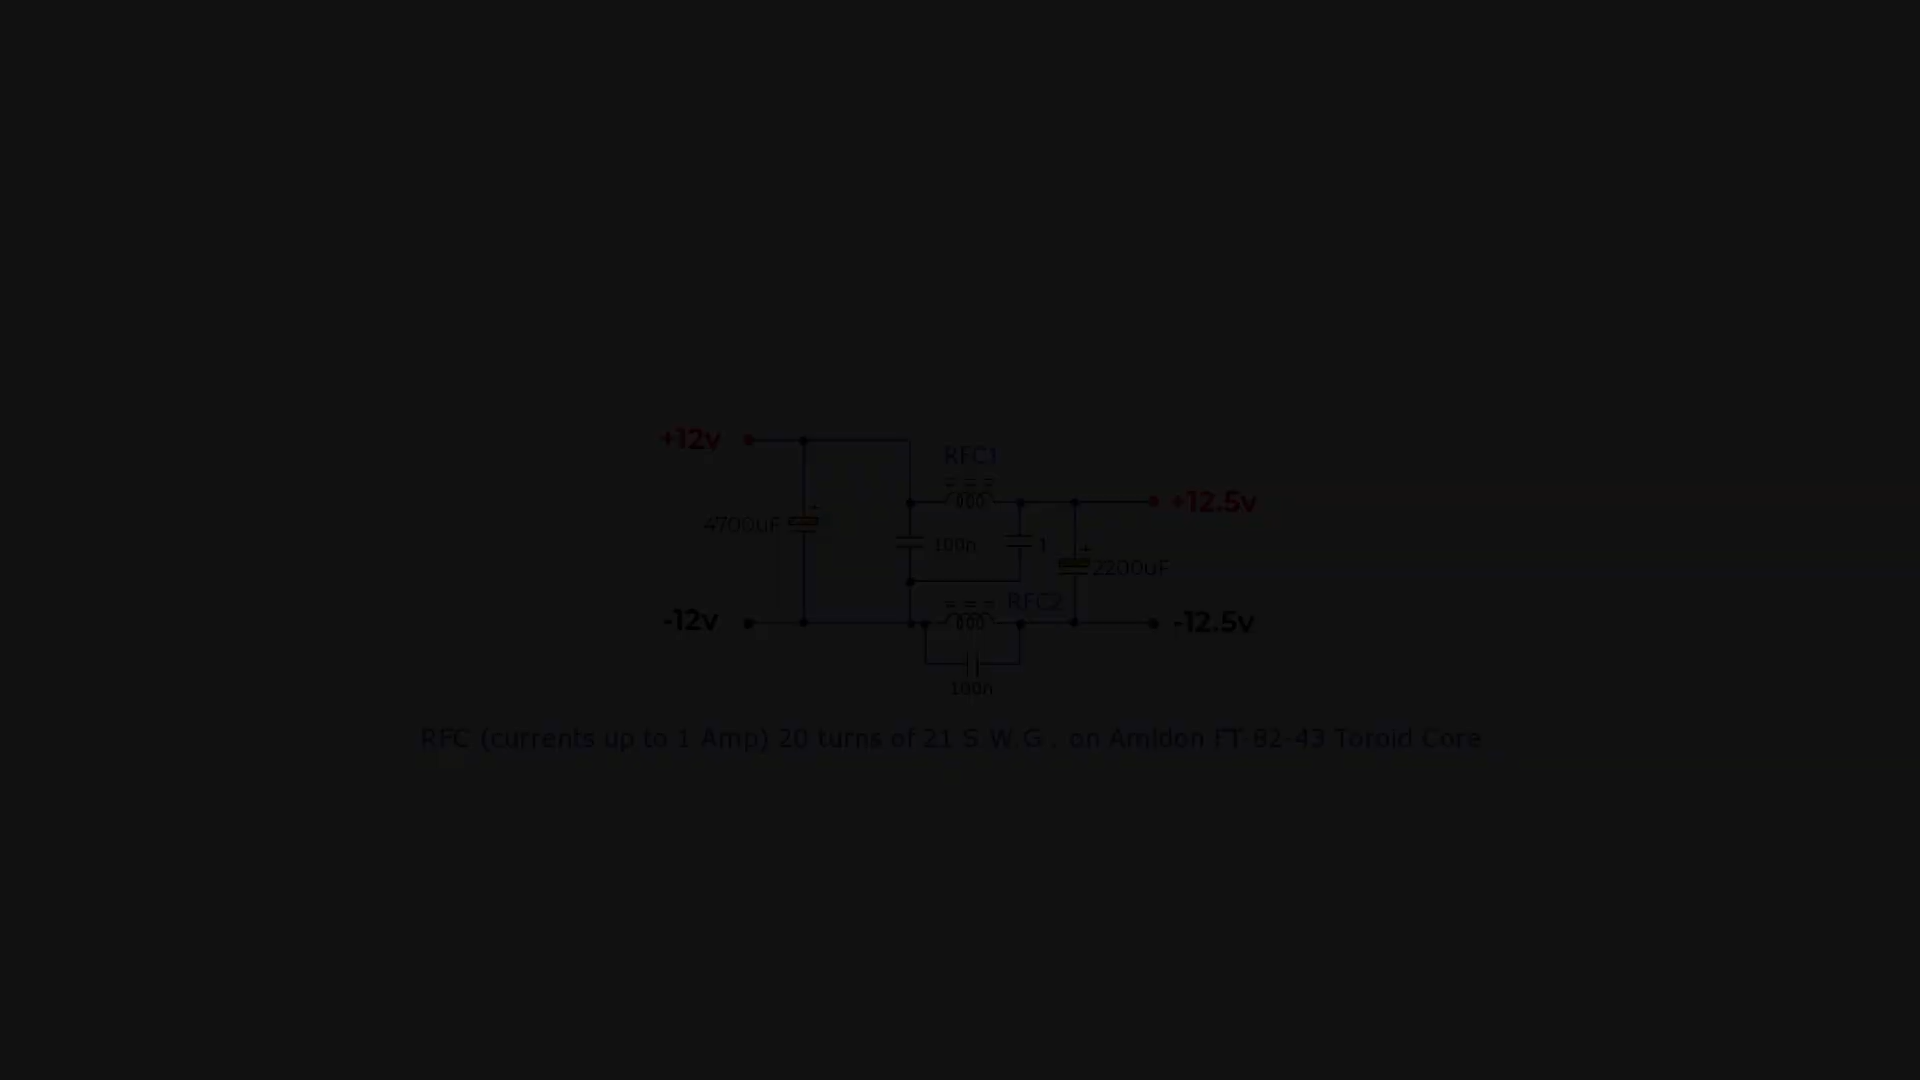 +12v
RFC1
+12.5v
4700uF
100n
1
2200uF
RFC2
-12v
-12.5v
100n
RFC (currents up to 1 Amp) 20 turns of 21 S.W.G. on Amidon FT-82-43 Toroid Core